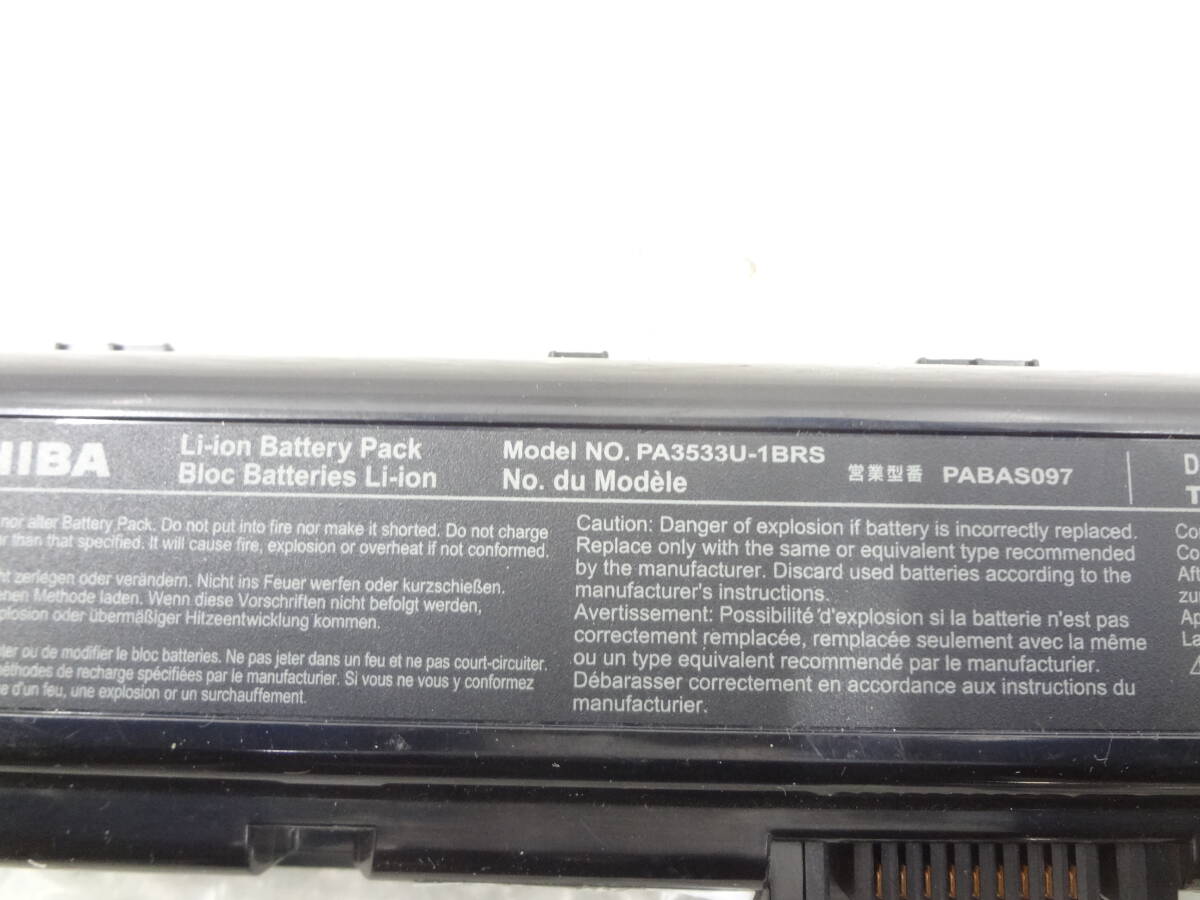 HIBA
Li-ion Battery Pack
Bloc Batteries Li-ion
Model NO. PA3533U-1BRS
No. du Modèle
営業型番 PABAS097
nor alter Battery Pack. Do not put into fire nor make it shorted. Do not charge
than that specified. It will cause fire, explosion or overheat if not conformed.
zerlegen oder verändern. Nicht ins Feuer werfen oder kurzschießen.
Methode laden. Wenn diese Vorschriften nicht befolgt werden,
oder übermäßiger Hitzeentwicklung kommen.
ou de modifier le bloc batteries. Ne pas jeter dans un feu et ne pas court-circuiter.
méthodes de recharge spécifiées par le manufacturier. Si vous ne vous y conformez
d'un feu, une explosion or un surchauffement.
Caution: Danger of explosion if battery is incorrectly replaced.
Replace only with the same or equivalent type recommended
by the manufacturer. Discard used batteries according to the
manufacturer's instructions.
Avertissement: Possibilité d'explosion si la batterie n'est pas
correctement remplacée, remplacée seulement avec la même
ou un type equivalent recommendé par le manufacturier.
Débarasser correctement en accordance aux instructions du
manufacturier.
Co
Co
Aft
zur
Ap
La